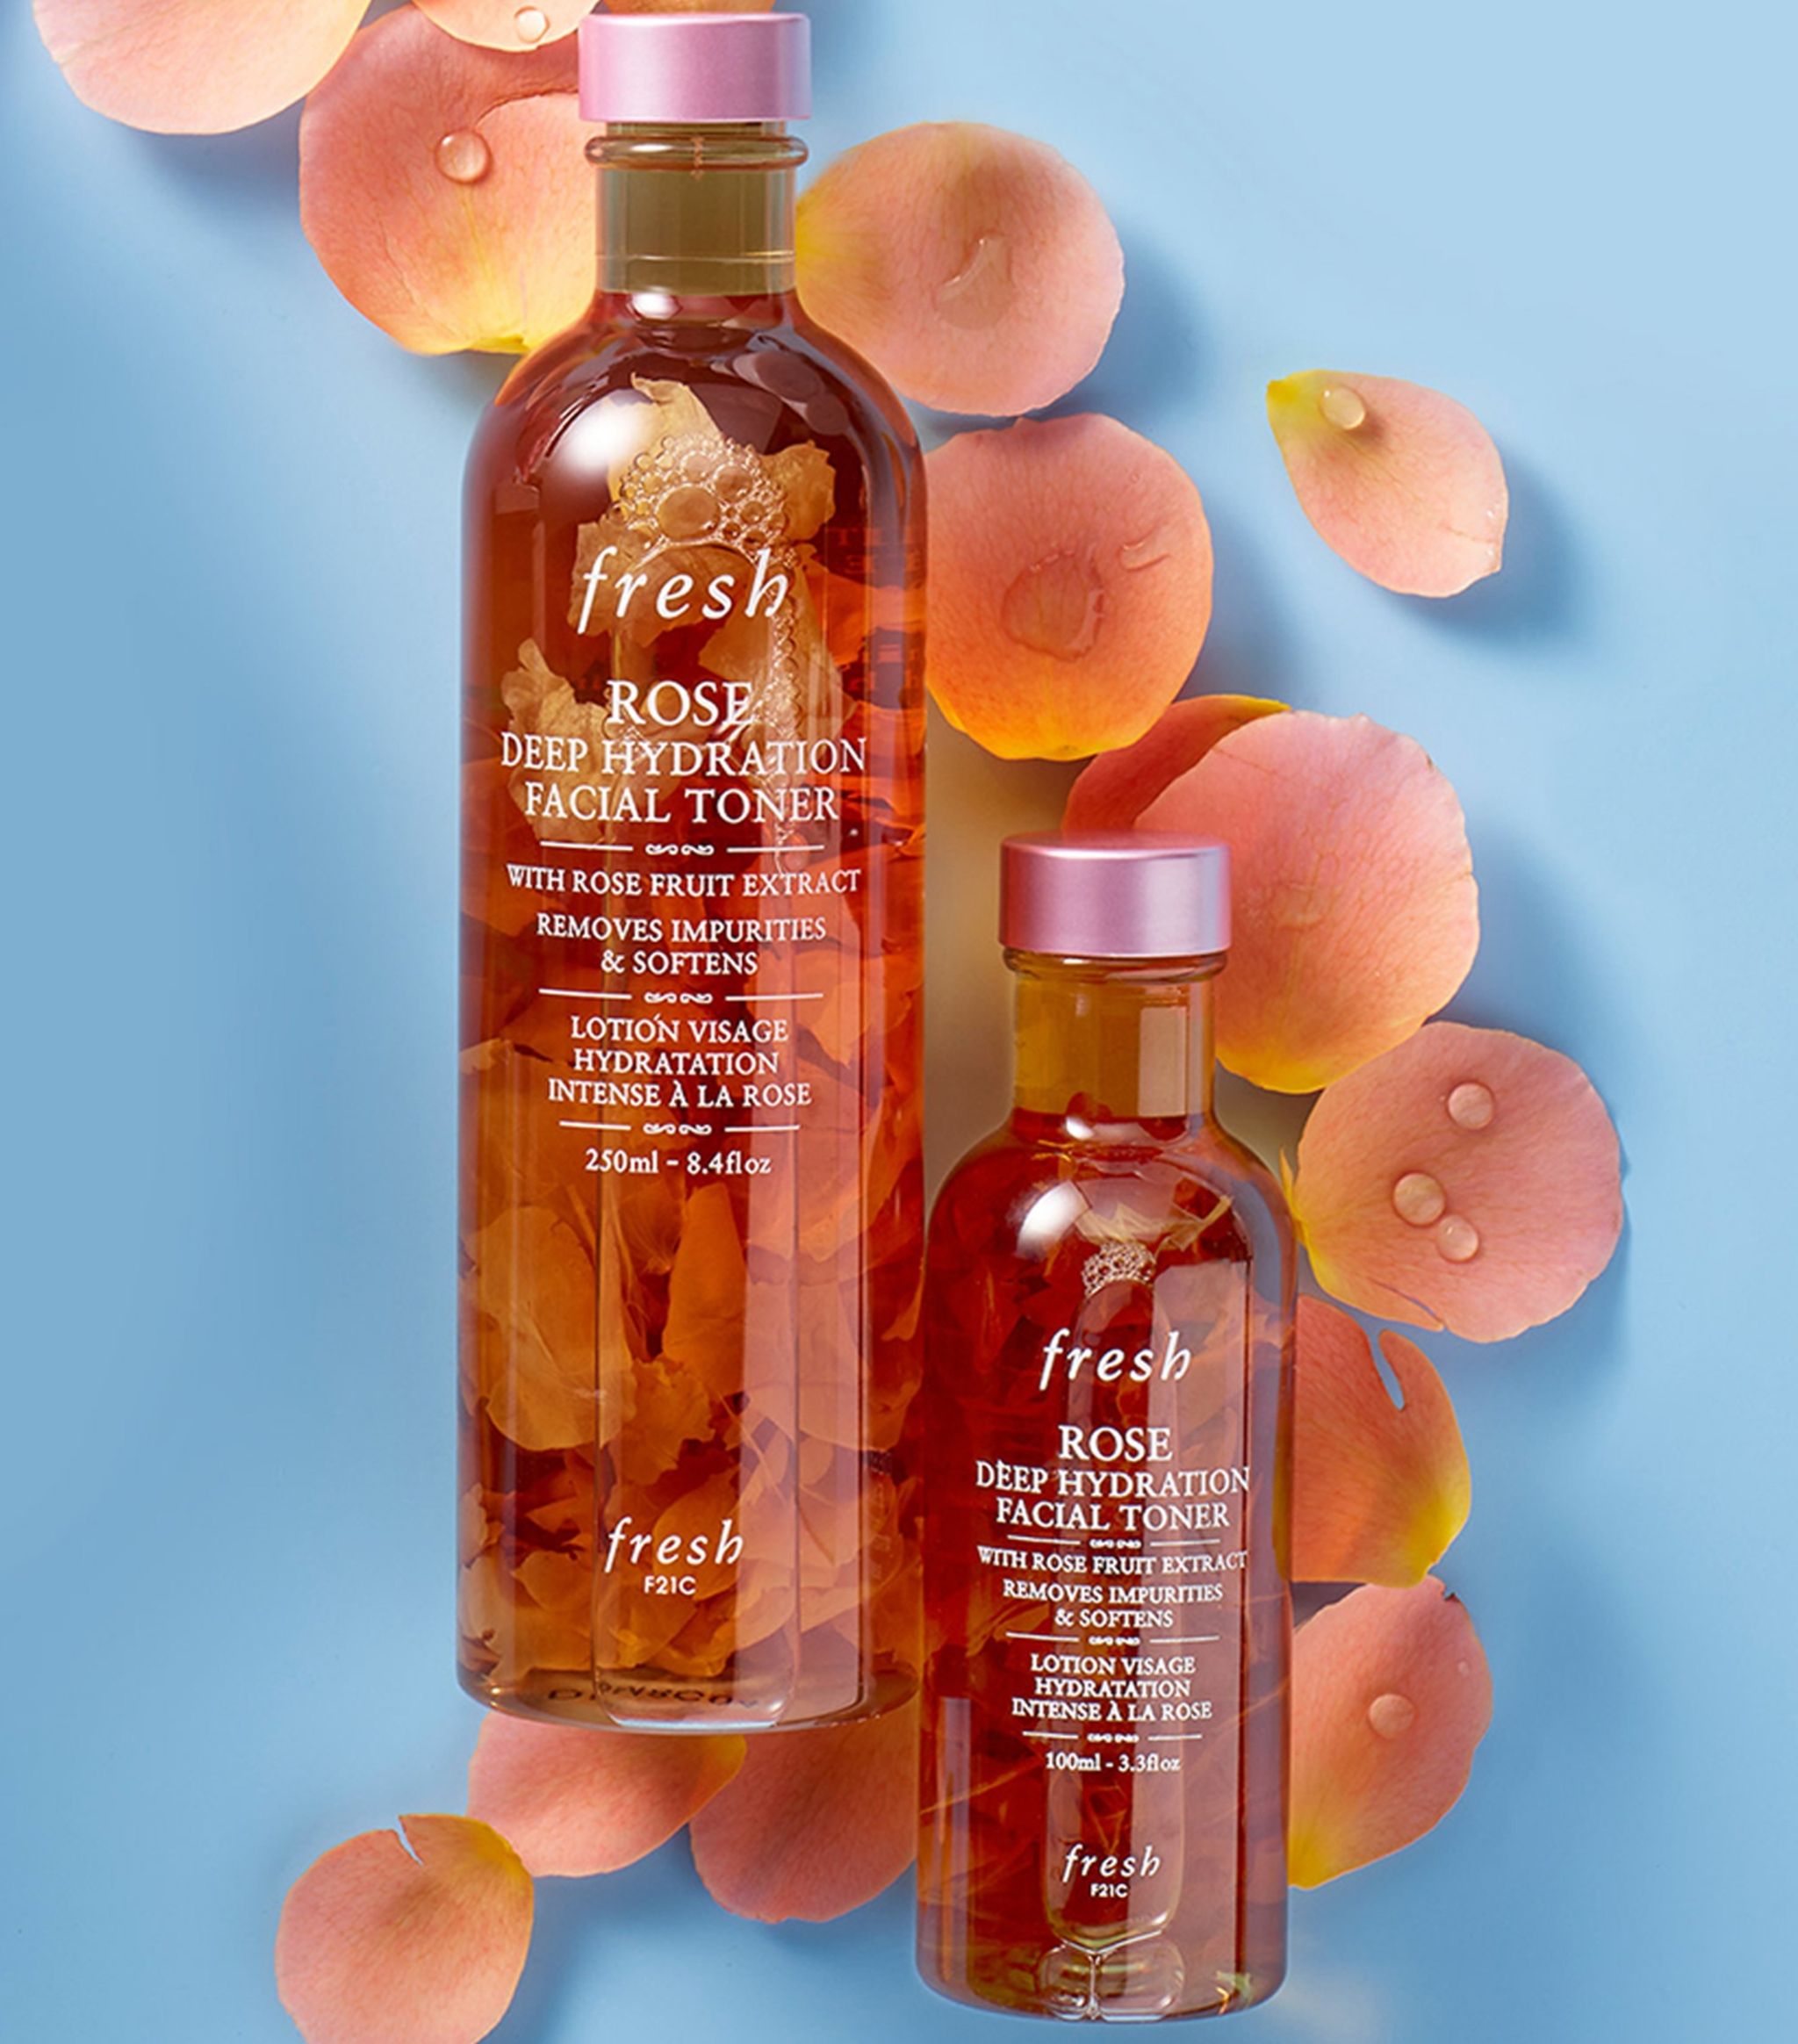 fresh
ROSE
DEEP HYDRATION
FACIAL TONER
WITH ROSE FRUIT EXTRACT
REMOVES IMPURITIES
& SOFTENS
LOTION VISAGE
HYDRATATION
INTENSE À LA ROSE
250ml - 8.4fl oz
fresh
F21C
fresh
ROSE
DEEP HYDRATION
FACIAL TONER
WITH ROSE FRUIT EXTRACT
REMOVES IMPURITIES
& SOFTENS
LOTION VISAGE
HYDRATATION
INTENSE À LA ROSE
100ml - 3.3fl oz
fresh
F21C